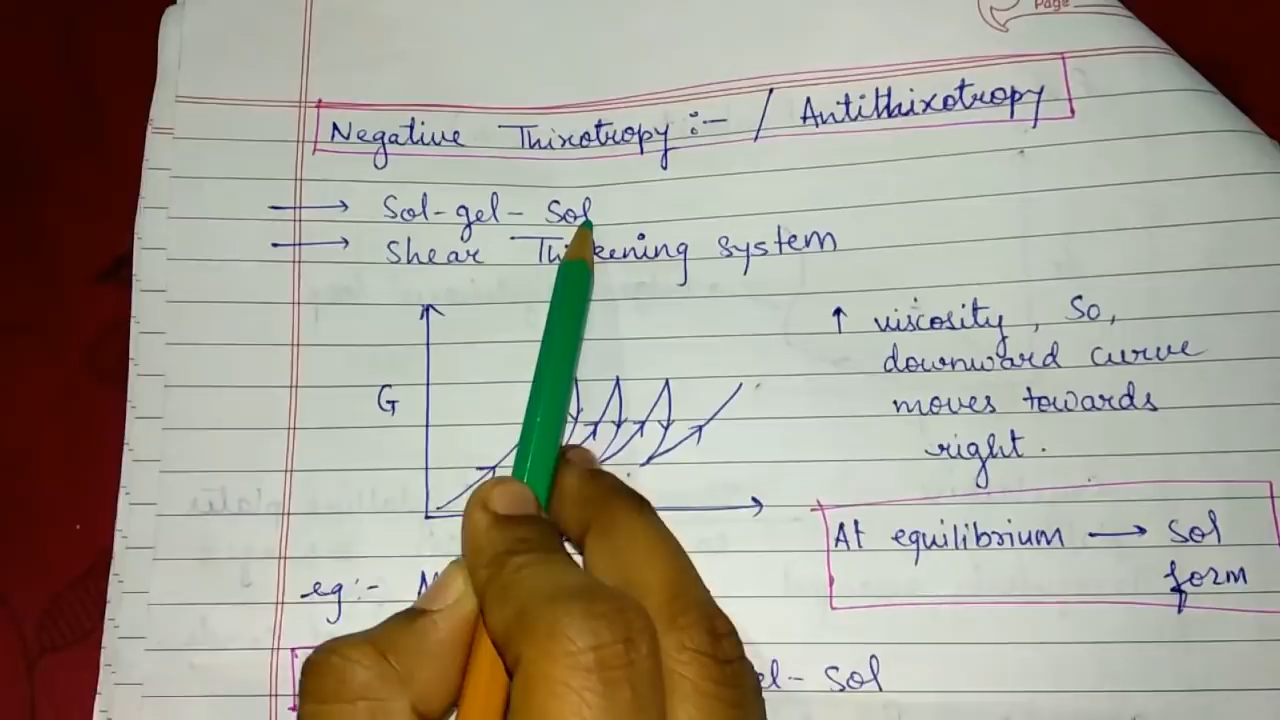 Page
Negative Thixotropy :- / Antithixotropy
→ Sol-gel- Sol
→ Shear Thickening system
G
↑ viscosity, So,
downward curve
moves towards
right.
At equilibrium → Sol
form
eg:-
- Sol